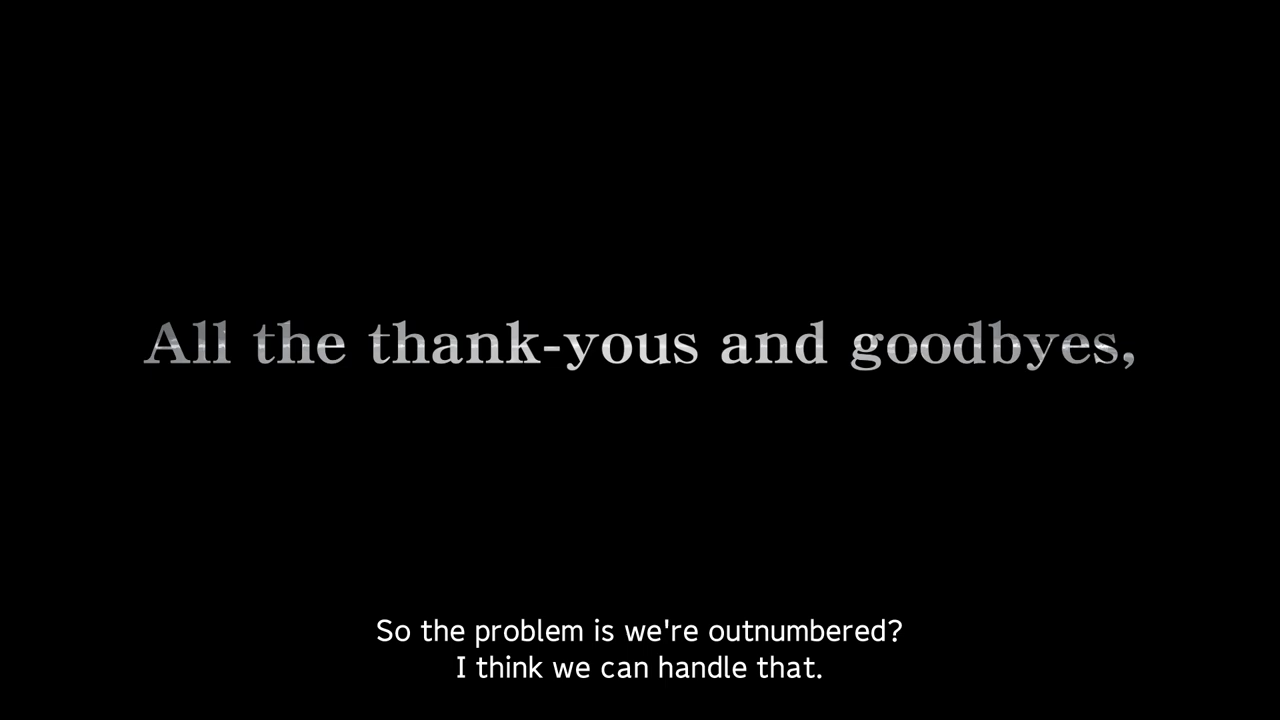 All the thank-yous and goodbyes,
So the problem is we're outnumbered?
I think we can handle that.